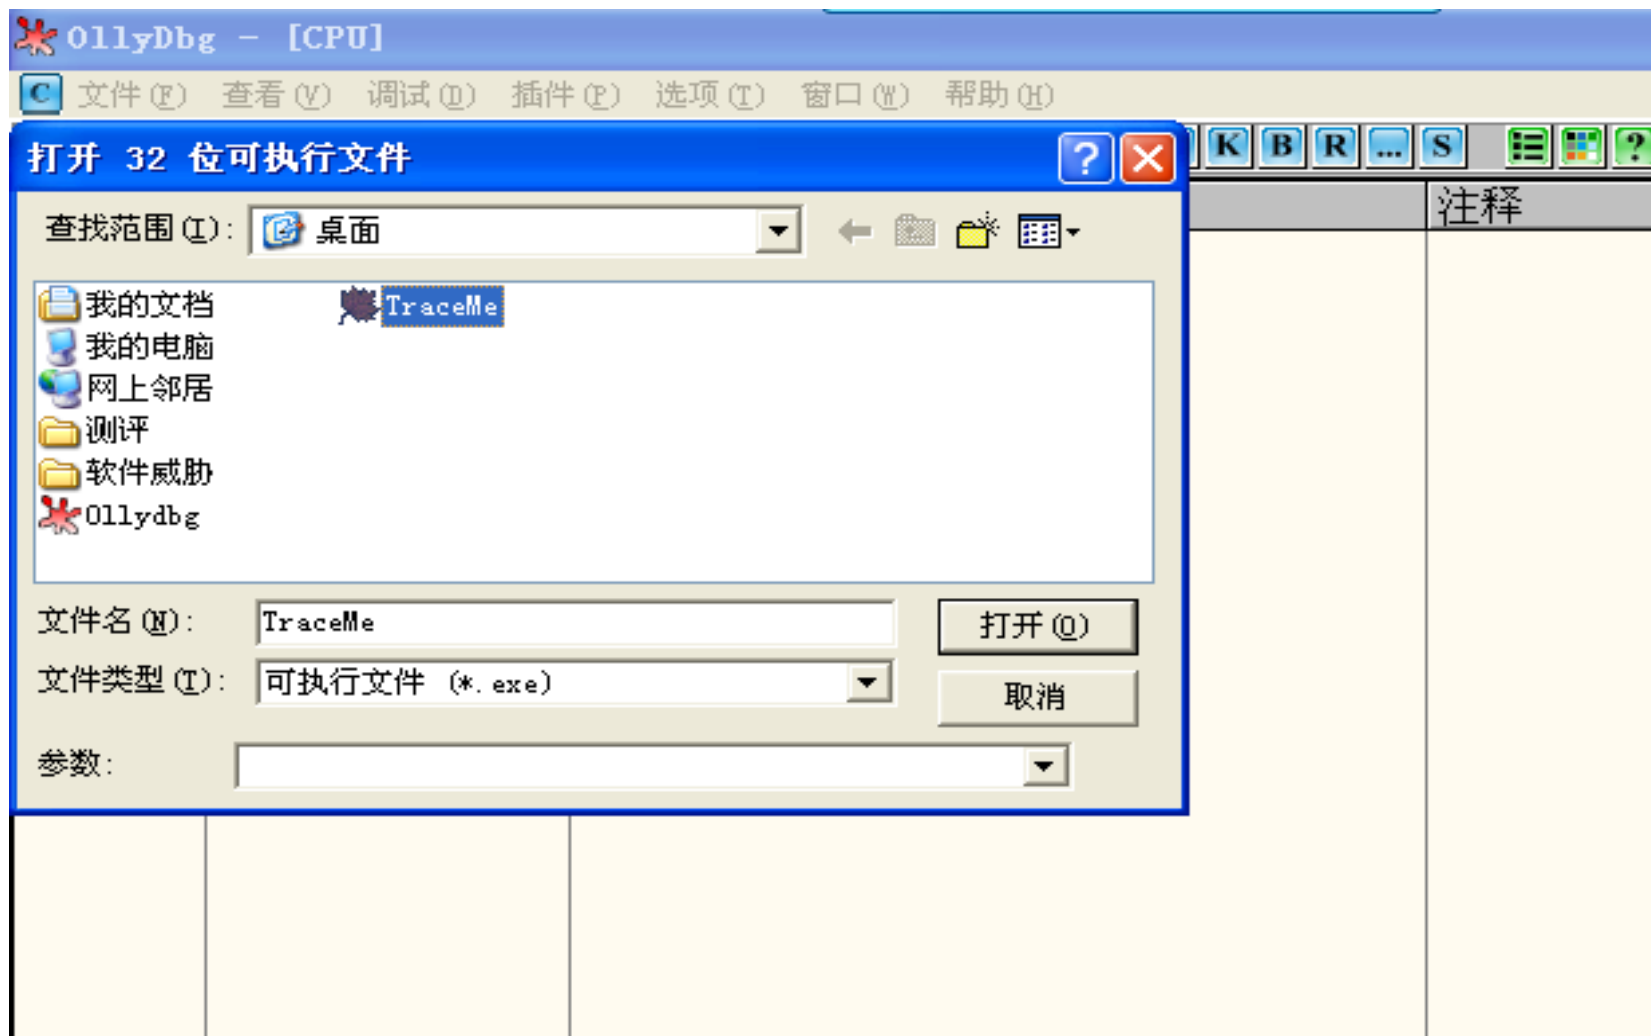 OllyDbg - [CPU]
C 文件(F) 查看(V) 调试(D) 插件(P) 选项(T) 窗口(W) 帮助(H)
打开 32 位可执行文件
K B R ... S ?
查找范围(I): 桌面
注释
我的文档 TraceMe
我的电脑
网上邻居
测评
软件威胁
Ollydbg
文件名(N): TraceMe 打开(O)
文件类型(T): 可执行文件 (*.exe)
取消
参数: